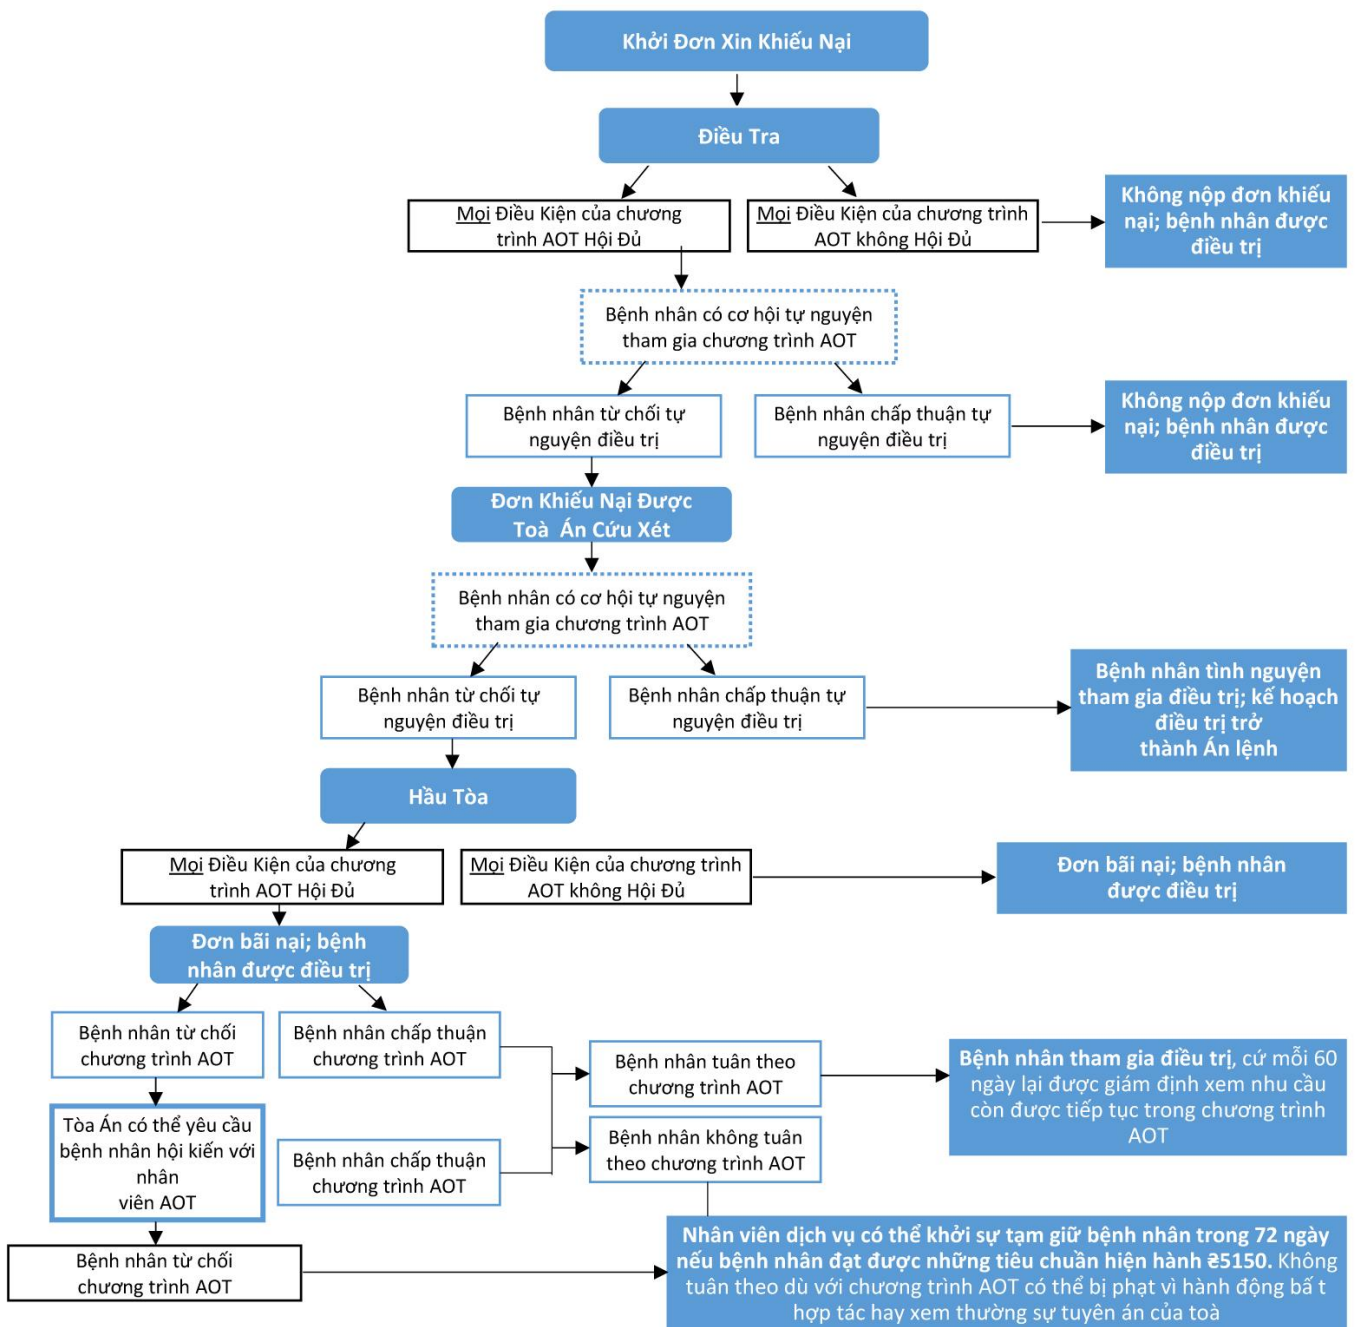 Khởi Đơn Xin Khiếu Nại
Điều Tra
Mọi Điều Kiện của chương
trình AOT Hội Đủ
Mọi Điều Kiện của chương trình
AOT không Hội Đủ
Không nộp đơn khiếu
nại; bệnh nhân được
điều trị
Bệnh nhân có cơ hội tự nguyện
tham gia chương trình AOT
Bệnh nhân từ chối tự
nguyện điều trị
Bệnh nhân chấp thuận tự
nguyện điều trị
Không nộp đơn khiếu
nại; bệnh nhân được
điều trị
Đơn Khiếu Nại Được
Toà Án Cứu Xét
Bệnh nhân có cơ hội tự nguyện
tham gia chương trình AOT
Bệnh nhân từ chối tự
nguyện điều trị
Bệnh nhân chấp thuận tự
nguyện điều trị
Bệnh nhân tình nguyện
tham gia điều trị; kế hoạch
điều trị trở
thành Án lệnh
Hầu Tòa
Mọi Điều Kiện của chương
trình AOT Hội Đủ
Mọi Điều Kiện của chương trình
AOT không Hội Đủ
Đơn bãi nại; bệnh nhân
được điều trị
Đơn bãi nại; bệnh
nhân được điều trị
Bệnh nhân từ chối
chương trình AOT
Bệnh nhân chấp thuận
chương trình AOT
Bệnh nhân tuân theo
chương trình AOT
Bệnh nhân tham gia điều trị, cứ mỗi 60
ngày lại được giám định xem nhu cầu
còn được tiếp tục trong chương trình
AOT
Tòa Án có thể yêu cầu
bệnh nhân hội kiến với
nhân
viên AOT
Bệnh nhân chấp thuận
chương trình AOT
Bệnh nhân không tuân
theo chương trình AOT
Bệnh nhân từ chối
chương trình AOT
Nhân viên dịch vụ có thể khởi sự tạm giữ bệnh nhân trong 72 ngày
nếu bệnh nhân đạt được những tiêu chuẩn hiện hành ₴5150. Không
tuân theo dù với chương trình AOT có thể bị phạt vì hành động bấ t
hợp tác hay xem thường sự tuyên án của toà